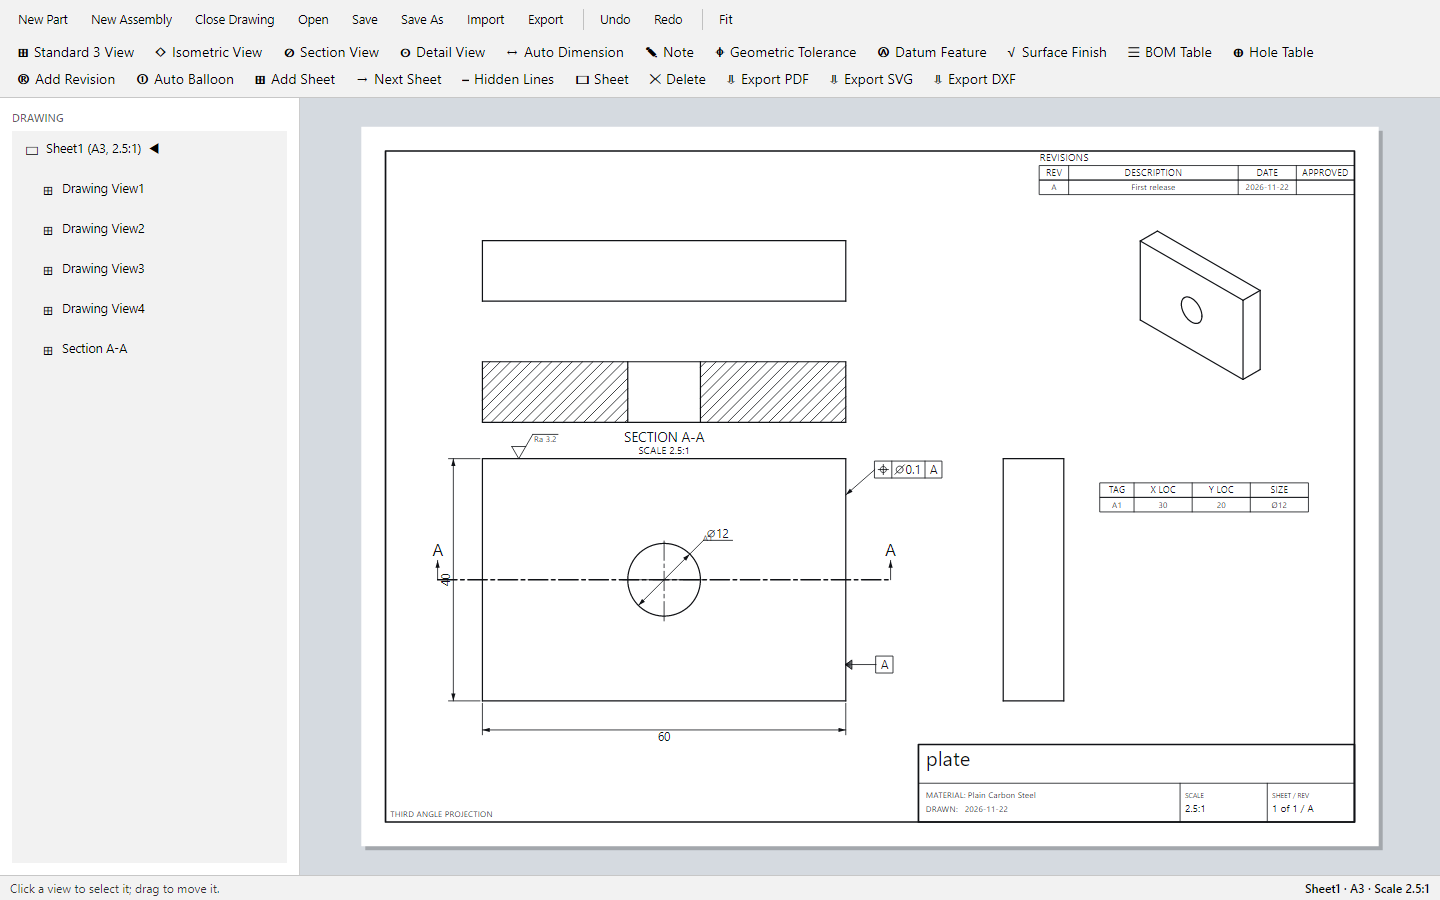 New Part New Assembly Close Drawing Open Save Save As Import Export Undo Redo Fit
Standard 3 View Isometric View Section View Detail View Auto Dimension Note Geometric Tolerance Datum Feature Surface Finish BOM Table Hole Table
Add Revision Auto Balloon Add Sheet Next Sheet Hidden Lines Sheet Delete Export PDF Export SVG Export DXF
DRAWING
Sheet1 (A3, 2.5:1)
Drawing View1
Drawing View2
Drawing View3
Drawing View4
Section A-A
REVISIONS
REV DESCRIPTION DATE APPROVED
A First release 2026-11-22
Ra 3.2
SECTION A-A
SCALE 2.5:1
⌖ Ø0.1 A
TAG X LOC Y LOC SIZE
A1 30 20 Ø12
Ø12
A A
40
A
60
plate
MATERIAL: Plain Carbon Steel
DRAWN: 2026-11-22
SCALE
2.5:1
SHEET / REV
1 of 1 / A
THIRD ANGLE PROJECTION
Click a view to select it; drag to move it.
Sheet1 · A3 · Scale 2.5:1